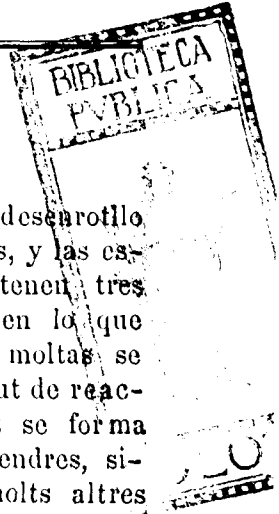 BIBLIOTECA
PVBLICA
desenrotllo
s, y las es-
tenen tres
en lo que
moltas se
ut de reac-
se forma
endres, si-
nolts altres